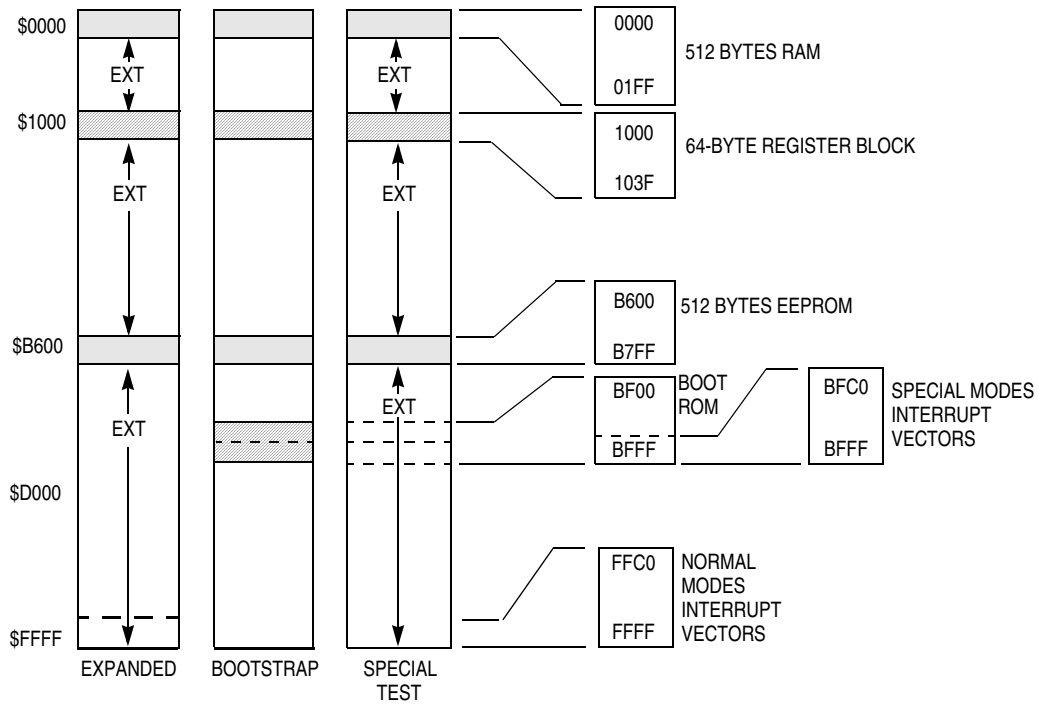 $0000
EXT
EXT
0000
512 BYTES RAM
01FF
$1000
1000
64-BYTE REGISTER BLOCK
103F
EXT
EXT
B600
512 BYTES EEPROM
B7FF
$B600
EXT
EXT
BF00
BOOT
ROM
BFFF
BFC0
SPECIAL MODES
INTERRUPT
VECTORS
BFFF
$D000
FFC0
NORMAL
MODES
INTERRUPT
VECTORS
FFFF
$FFFF
EXPANDED
BOOTSTRAP
SPECIAL
TEST